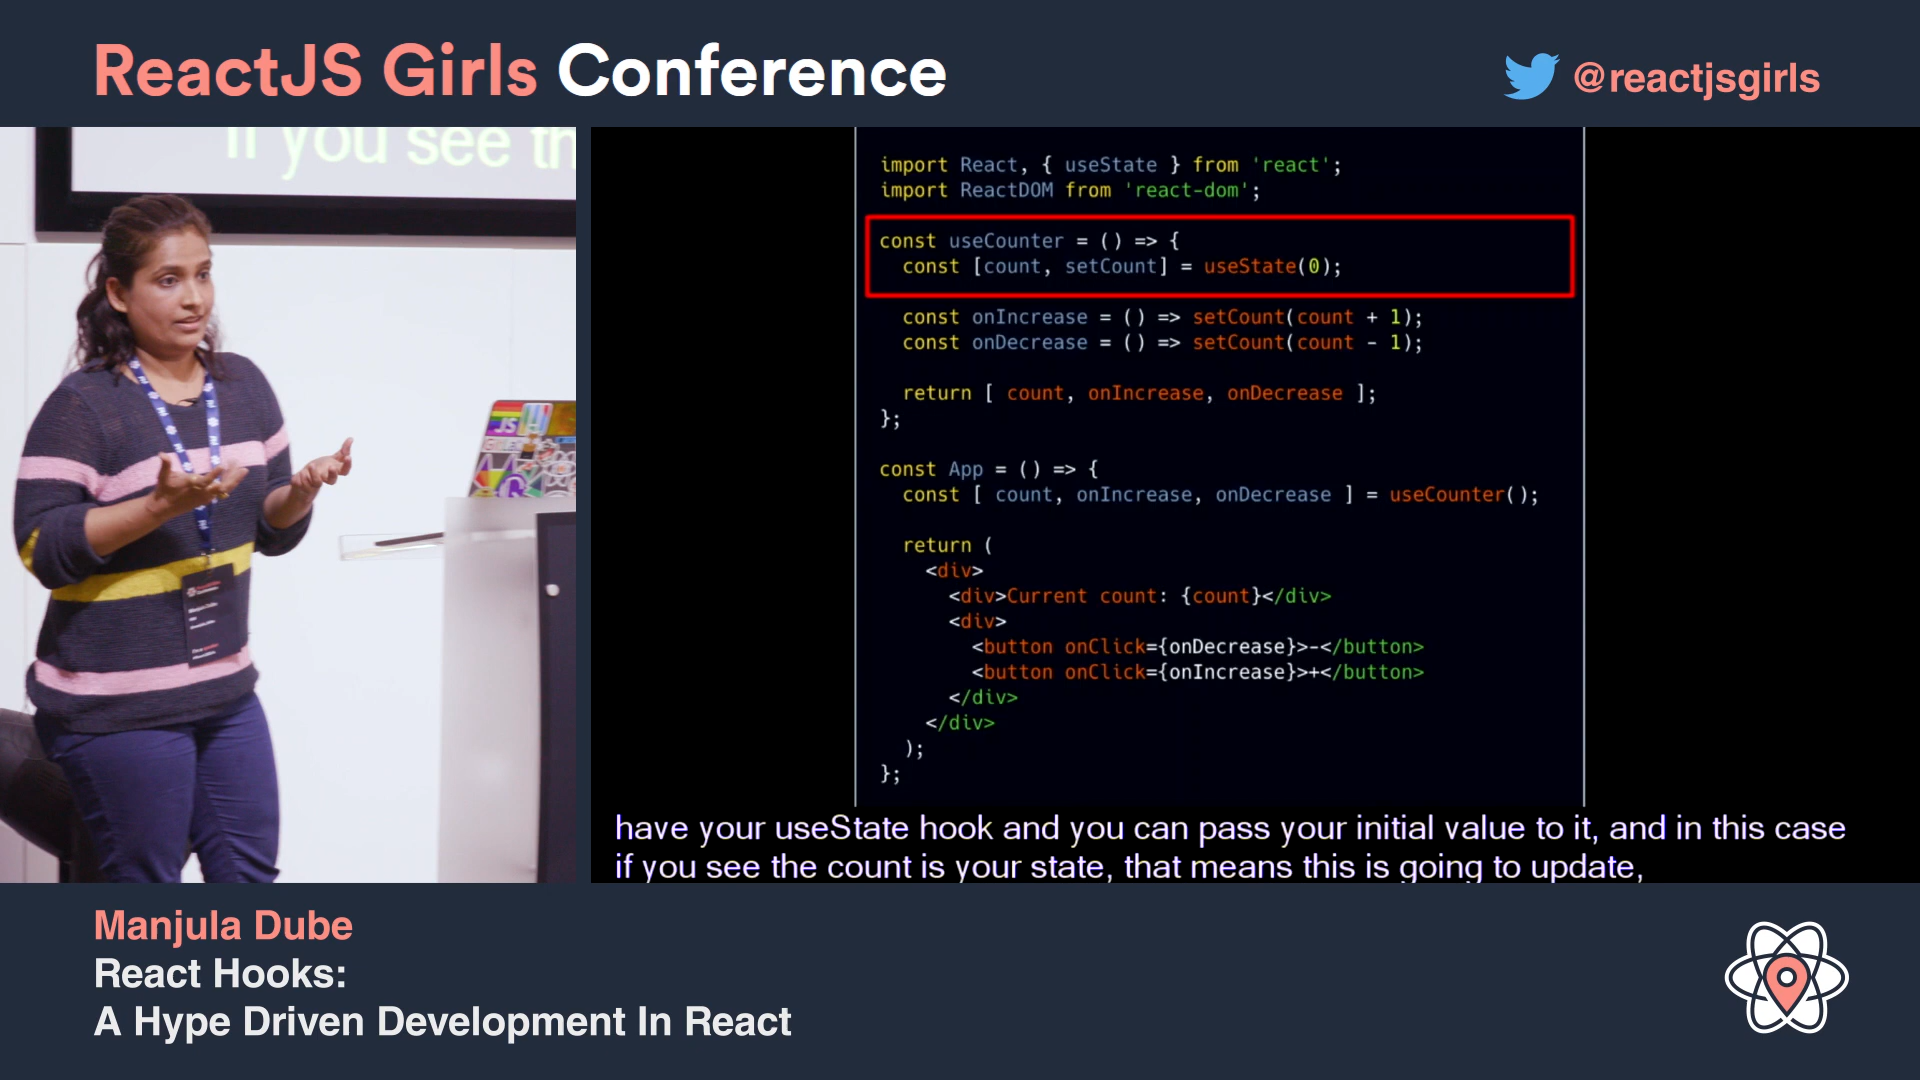 ReactJS Girls Conference
@reactjsgirls
if you see th
JS
import React, { useState } from 'react';
import ReactDOM from 'react-dom';
const useCounter = () => {
const [count, setCount] = useState(0);
const onIncrease = () => setCount(count + 1);
const onDecrease = () => setCount(count - 1);
return [ count, onIncrease, onDecrease ];
};
const App = () => {
const [ count, onIncrease, onDecrease ] = useCounter();
return (
<div>
<div>Current count: {count}</div>
<div>
<button onClick={onDecrease}>-</button>
<button onClick={onIncrease}>+</button>
</div>
</div>
);
};
have your useState hook and you can pass your initial value to it, and in this case
if you see the count is your state, that means this is going to update,
Manjula Dube
React Hooks:
A Hype Driven Development In React